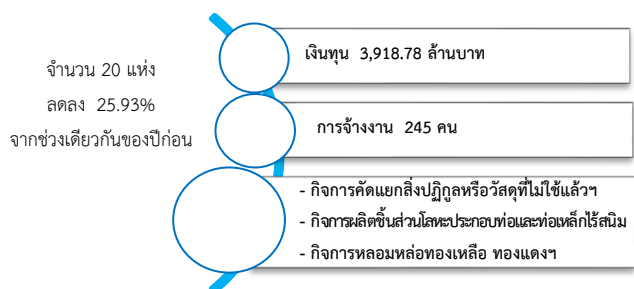 จำนวน 20 แห่ง
ลดลง 25.93%
จากช่วงเดียวกันของปีก่อน
เงินทุน 3,918.78 ล้านบาท
การจ้างงาน 245 คน
- กิจการคัดแยกสิ่งปฏิกูลหรือวัสดุที่ไม่ใช้แล้วฯ
- กิจการผลิตชิ้นส่วนโลหะประกอบท่อและท่อเหล็กไร้สนิม
- กิจการหลอมหล่อทองเหลือ ทองแดงฯ